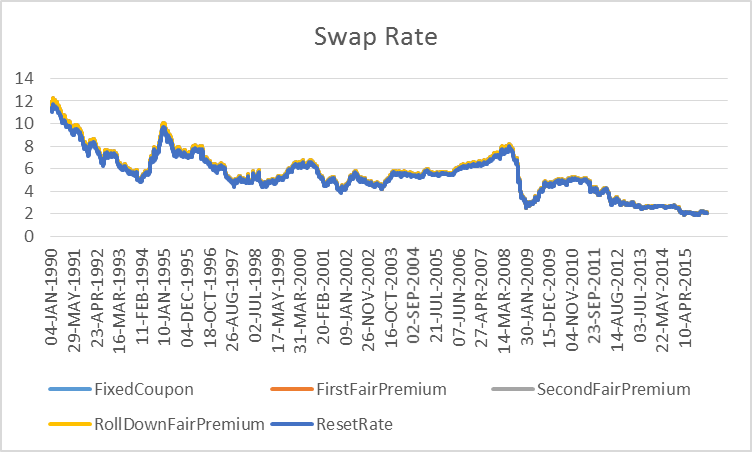 Swap Rate
14
12
10
8
6
4
2
0
04-JAN-1990
29-MAY-1991
23-APR-1992
16-MAR-1993
11-FEB-1994
10-JAN-1995
04-DEC-1995
18-OCT-1996
26-AUG-1997
02-JUL-1998
17-MAY-1999
31-MAR-2000
20-FEB-2001
09-JAN-2002
26-NOV-2002
16-OCT-2003
02-SEP-2004
21-JUL-2005
07-JUN-2006
27-APR-2007
14-MAR-2008
30-JAN-2009
15-DEC-2009
04-NOV-2010
23-SEP-2011
14-AUG-2012
03-JUL-2013
22-MAY-2014
10-APR-2015
FixedCoupon FirstFairPremium SecondFairPremium
RollDownFairPremium ResetRate